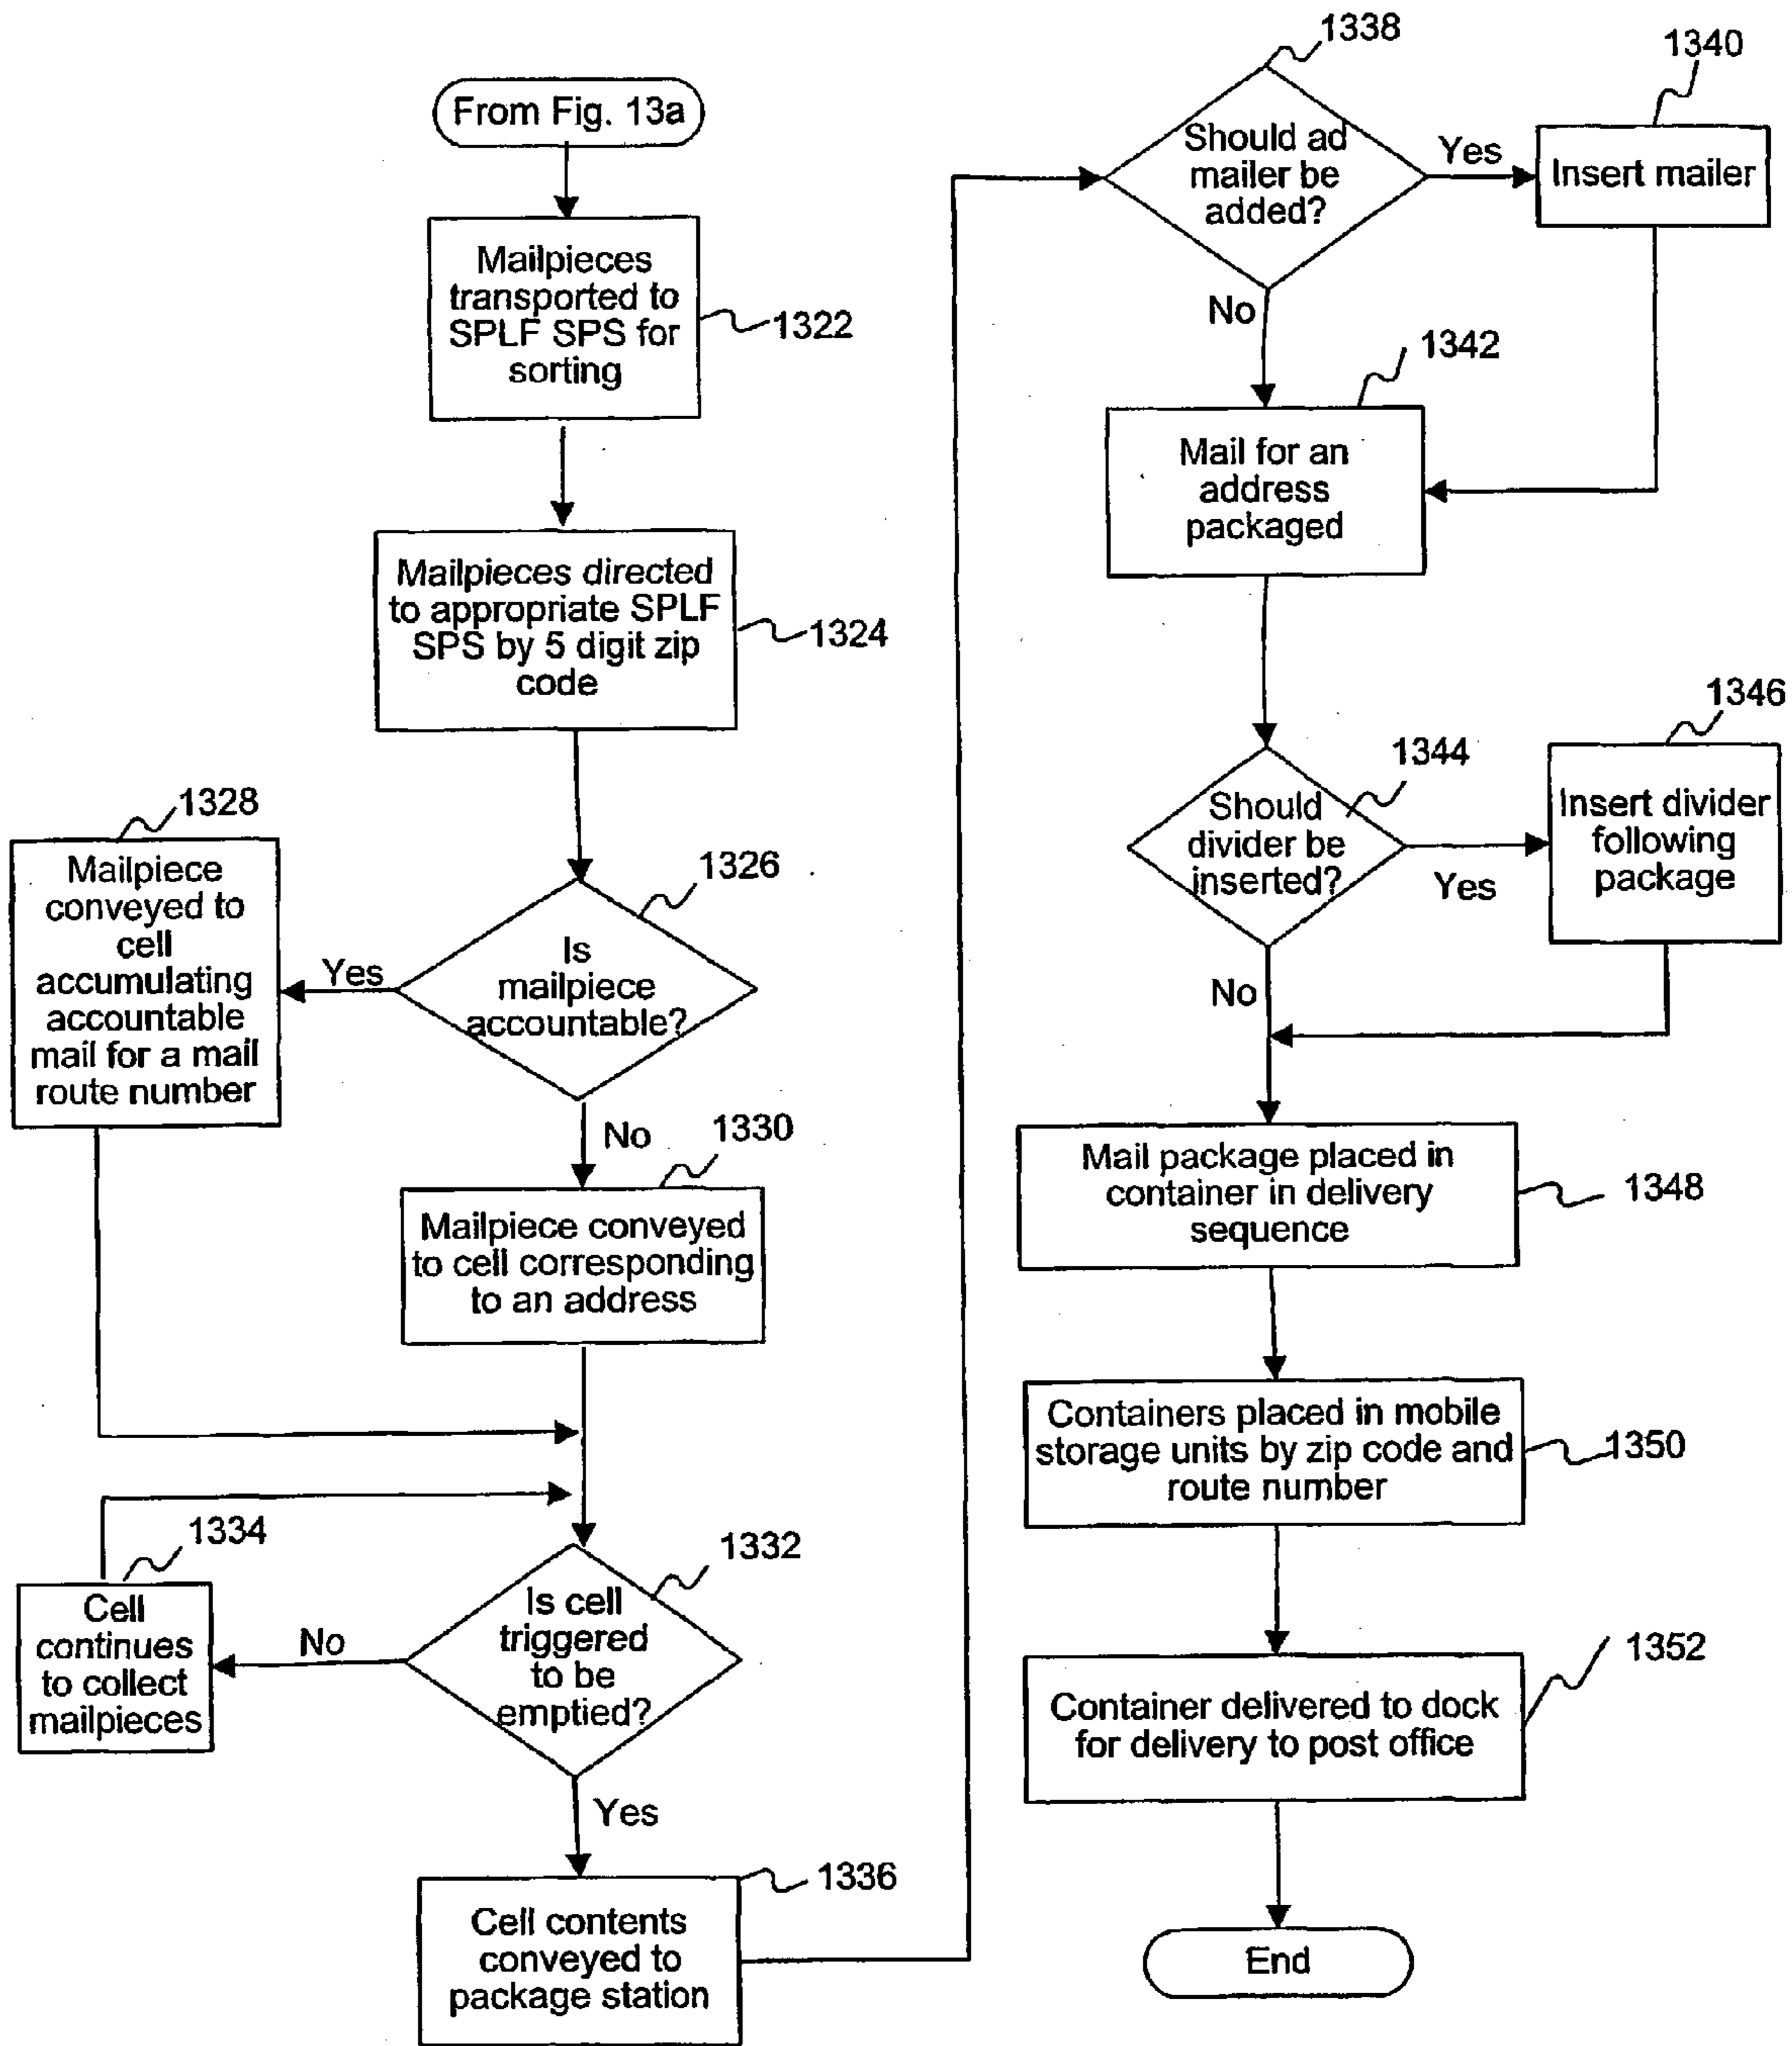 From Fig. 13a
Mailpieces
transported to
SPLF SPS for
sorting
1322
Mailpieces directed
to appropriate SPLF
SPS by 5 digit zip
code
1324
1326
Is
mailpiece
accountable?
Yes
1328
Mailpiece
conveyed to
cell
accumulating
accountable
mail for a mail
route number
No
1330
Mailpiece conveyed
to cell corresponding
to an address
1332
Is cell
triggered
to be
emptied?
No
1334
Cell
continues
to collect
mailpieces
Yes
1336
Cell contents
conveyed to
package station
1338
Should ad
mailer be
added?
Yes
1340
Insert mailer
No
1342
Mail for an
address
packaged
1344
Should
divider be
inserted?
Yes
1346
Insert divider
following
package
No
Mail package placed in
container in delivery
sequence
1348
Containers placed in mobile
storage units by zip code and
route number
1350
1352
Container delivered to dock
for delivery to post office
End